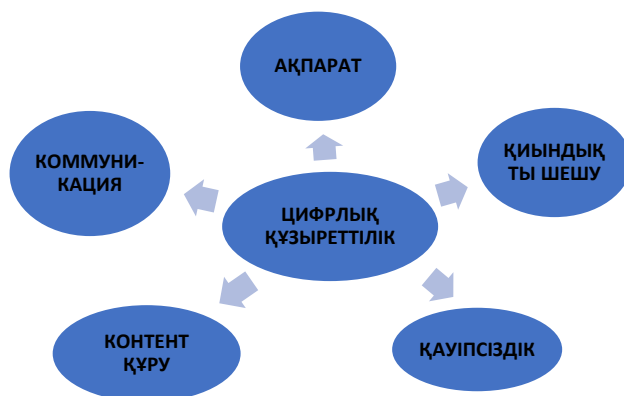 АҚПАРАТ
КОММУНИ-
КАЦИЯ
ҚИЫНДЫҚ
ТЫ ШЕШУ
ЦИФРЛЫҚ
ҚҰЗЫРЕТТІЛІК
КОНТЕНТ
ҚҰРУ
ҚАУІПСІЗДІК